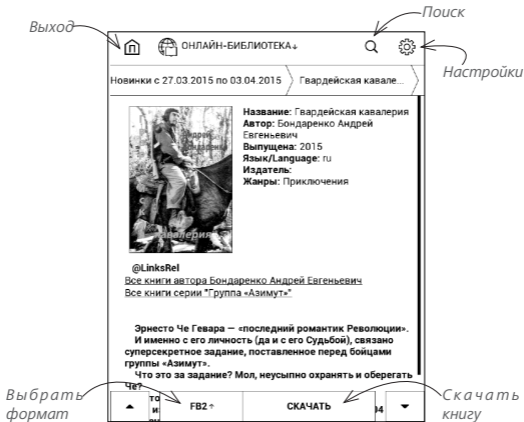 Поиск
Выход
ОНЛАЙН-БИБЛИОТЕКА↓
Настройки
Новинки с 27.03.2015 по 03.04.2015
Гвардейская кавале...
Название: Гвардейская кавалерия
Автор: Бондаренко Андрей
Евгеньевич
Выпущена: 2015
Язык/Language: ru
Издатель:
Жанры: Приключения
Андрей
Бондаренко
кавалерия
@LinksRel
Все книги автора Бондаренко Андрей Евгеньевич
Все книги серии "Группа «Азимут»"
Эрнесто Че Гевара — «последний романтик Революции».
И именно с его личность (да и с его Судьбой), связано
суперсекретное задание, поставленное перед бойцами
группы «Азимут».
Что это за задание? Мол, неусыпно охранять и оберегать
Че?
Выбрать
формат
FB2↑
СКАЧАТЬ
Скачать
книгу